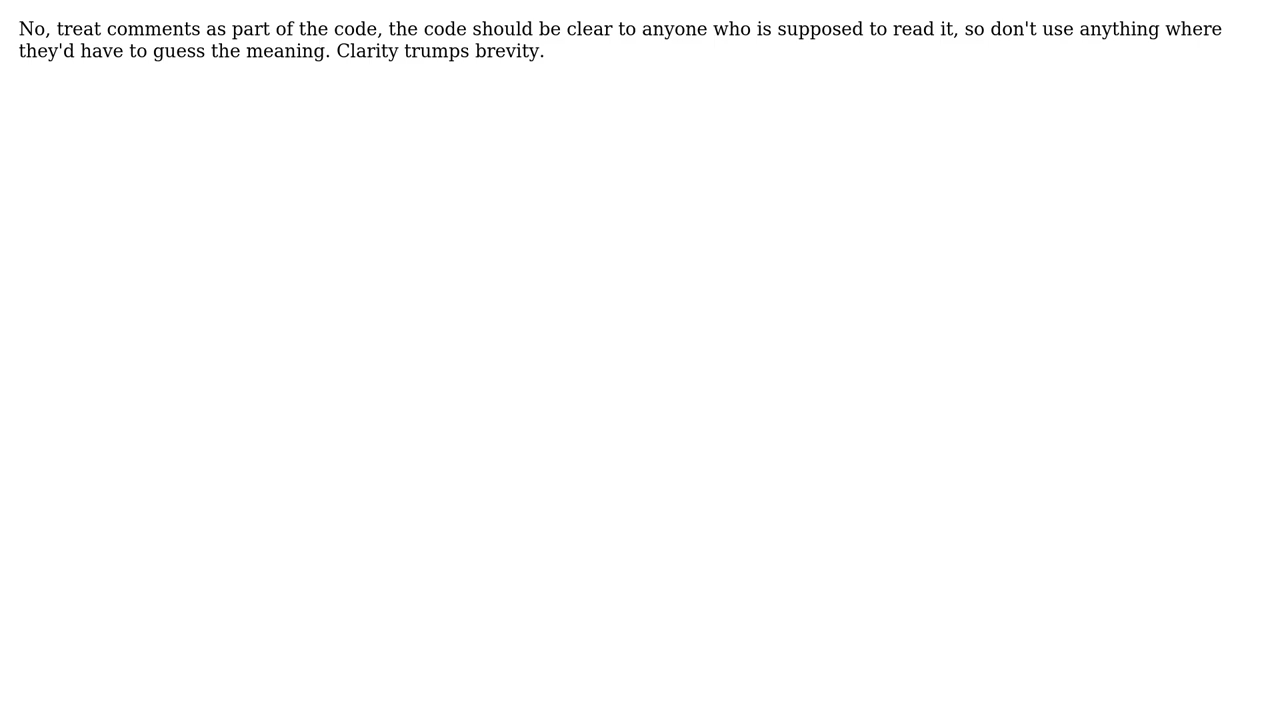 No, treat comments as part of the code, the code should be clear to anyone who is supposed to read it, so don't use anything where
they'd have to guess the meaning. Clarity trumps brevity.